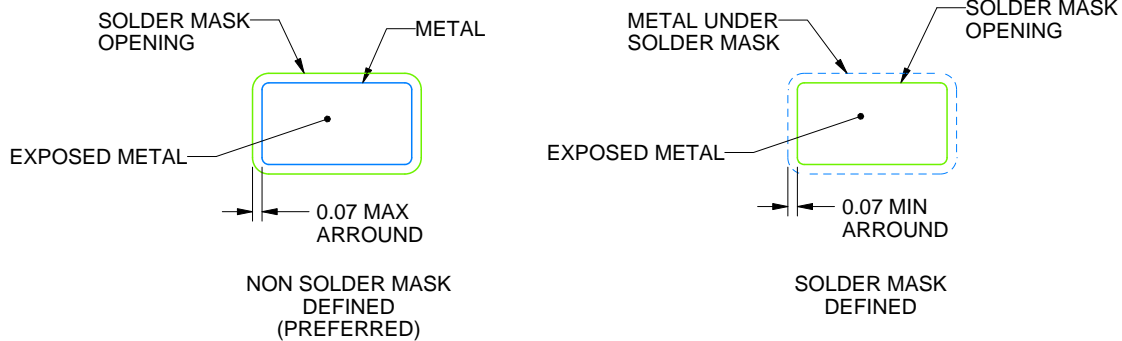 SOLDER MASK
OPENING
METAL
EXPOSED METAL
0.07 MAX
ARROUND
NON SOLDER MASK
DEFINED
(PREFERRED)
METAL UNDER
SOLDER MASK
SOLDER MASK
OPENING
EXPOSED METAL
0.07 MIN
ARROUND
SOLDER MASK
DEFINED